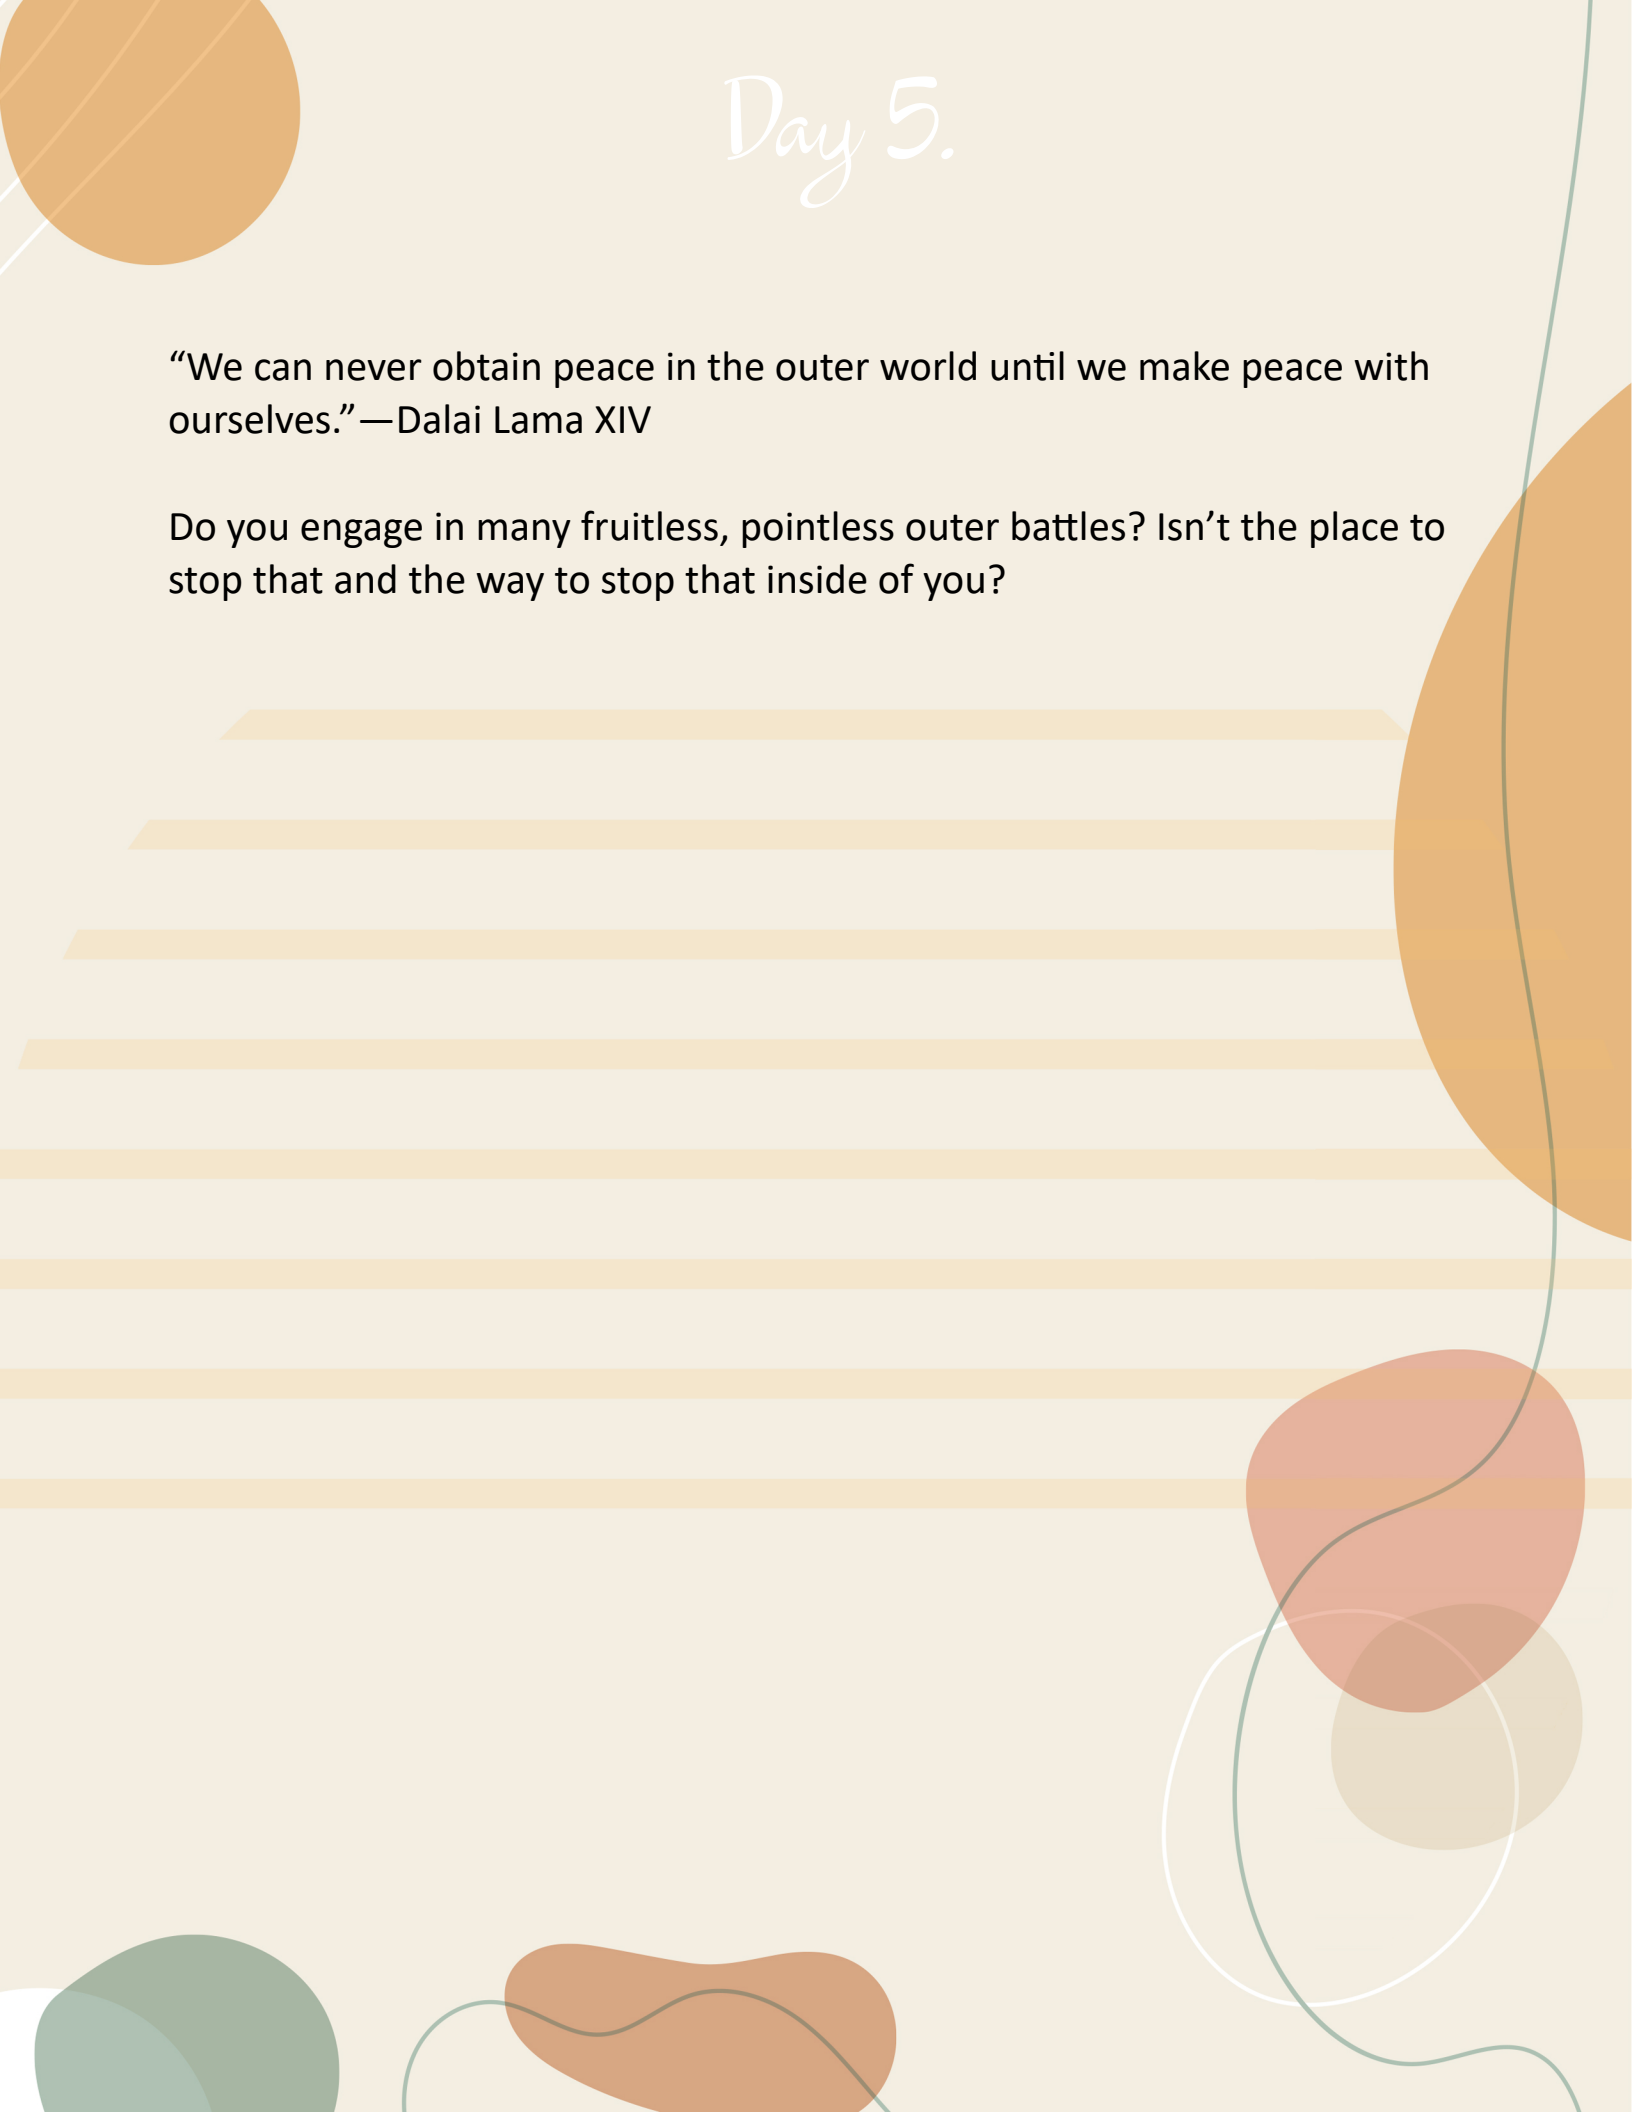 Day 5.
“We can never obtain peace in the outer world until we make peace with
ourselves.”—Dalai Lama XIV
Do you engage in many fruitless, pointless outer battles? Isn’t the place to
stop that and the way to stop that inside of you?